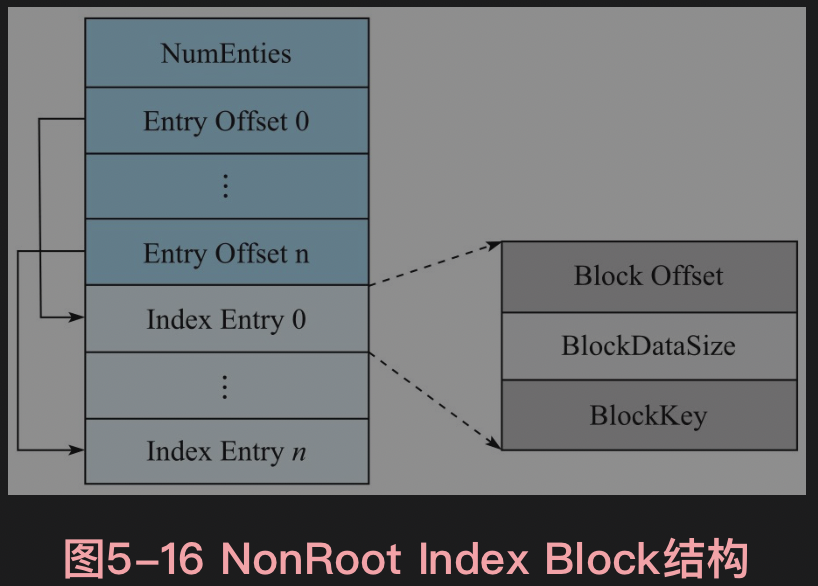 NumEnties
Entry Offset 0
⋮
Entry Offset n
Index Entry 0
⋮
Index Entry n
Block Offset
BlockDataSize
BlockKey
图5-16 NonRoot Index Block结构